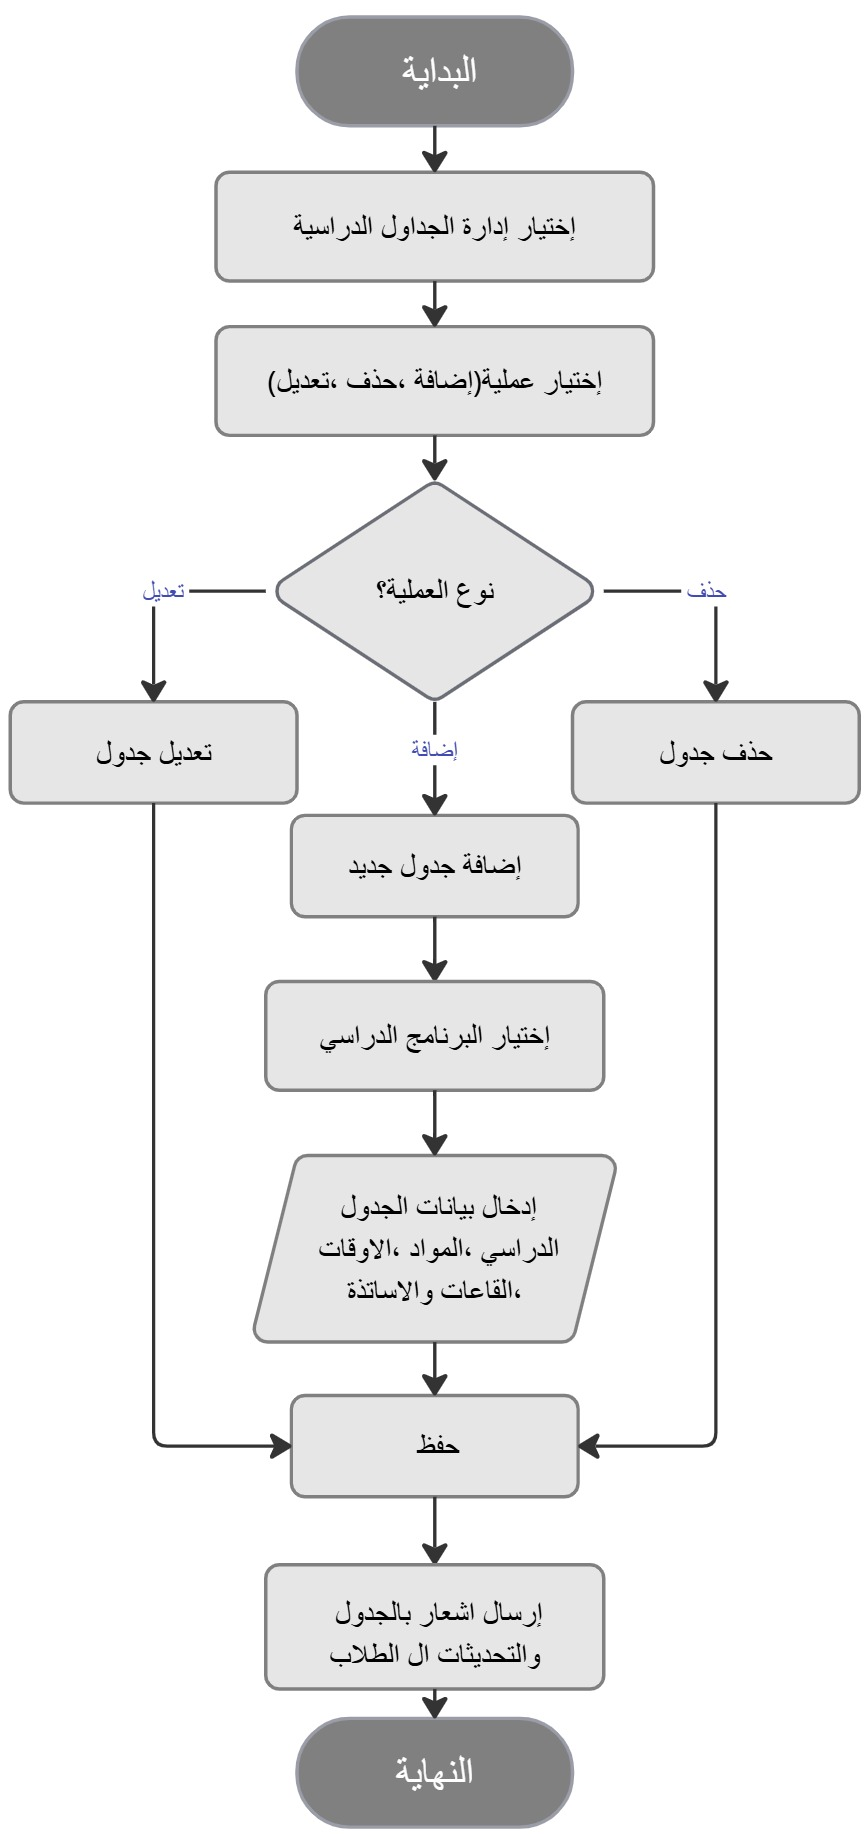 البداية
إختيار إدارة الجداول الدراسية
إختيار عملية(إضافة ،حذف ،تعديل)
نوع العملية؟
حذف
تعديل
إضافة
حذف جدول
تعديل جدول
إضافة جدول جديد
إختيار البرنامج الدراسي
إدخال بيانات الجدول
الدراسي ،المواد ،الاوقات
،القاعات والاساتذة
حفظ
إرسال اشعار بالجدول
والتحديثات ال الطلاب
النهاية